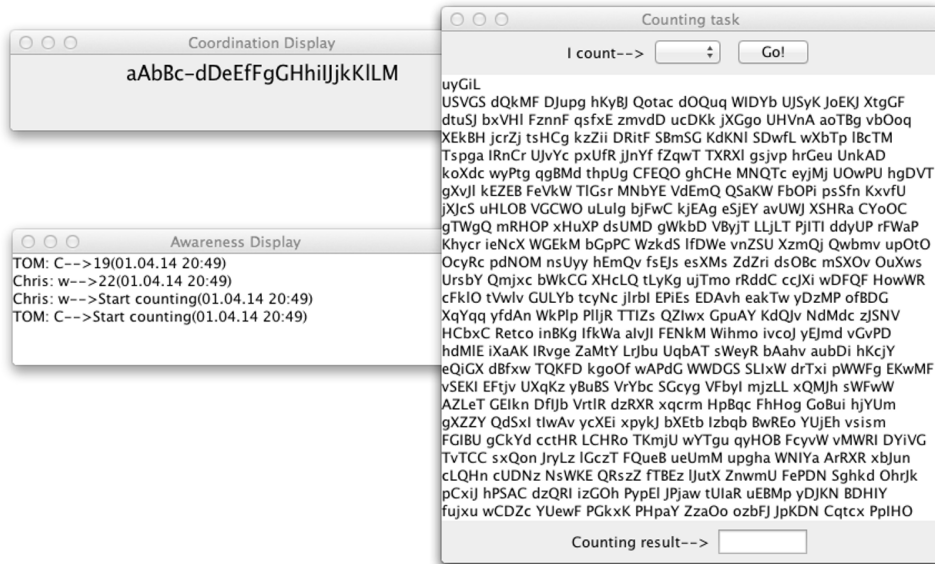 Coordination Display
aAbBc-dDeEfFgGHhiIJjkKlLM
Awareness Display
TOM: C-->19(01.04.14 20:49)
Chris: w-->22(01.04.14 20:49)
Chris: w-->Start counting(01.04.14 20:49)
TOM: C-->Start counting(01.04.14 20:49)
Counting task
I count--> Go!
uyGiL
USVGS dQkMF DJupg hKyBJ Qotac dOQuq WIDYb UJSyK JoEKJ XtgGF
dtuSJ bxVHl FznnF qsfxE zmvdD ucDKk jXGgo UHVnA aoTBg vbOoq
XEkBH jcrZj tsHCg kzZii DRitF SBmSG KdKNl SDwfL wXbTp lBcTM
Tspga IRnCr UJvYc pxUfR jJnYf fZqwT TXRXl gsjvp hrGeu UnkAD
koXdc wyPtg qgBMd thpUg CFEQO ghCHe MNQTc eyjMj UOwPU hgDVT
gXvJl kEZEB FeVkW TlGsr MNbYE VdEmQ QSaKW FbOPi psSfn KxvfU
jXJcS uHLOB VGCWO uLulg bjFwC kjEAg eSjEY avUWJ XSHRa CYoOC
gTWgQ mRHOP xHuXP dsUMD gWkbD VByjT LLjLT PjITI ddyUP rFWaP
Khycr ieNcX WGEkM bGpPC WzkdS lfDWe vnZSU XzmQj Qwbmv upOtO
OcyRc pdNOM nsUyy hEmQv fsEJs esXMs ZdZri dsOBc mSXOv OuXws
UrsbY Qmjxc bWkCG XHcLQ tLyKg ujTmo rRddC ccJXi wDFQF HowWR
cFklO tVwlv GULYb tcyNc jlrbI EPiEs EDAvh eakTw yDzMP ofBDG
XqYqq yfdAn WkPlp PlljR TTIZs QZIwx GpuAY KdQJv NdMdc zJSNV
HCbxC Retco inBKg IfkWa alvJI FENkM Wihmo ivcoJ yEJmd vGvPD
hdMlE iXaAK IRvge ZaMtY LrJbu UqbAT sWeyR bAahv aubDi hKcjY
eQiGX dBfxw TQKFD kgoOf wAPdG WWDGS SLIxW drTxi pWWFg EKwMF
vSEKI EFtjv UXqKz yBuBS VrYbc SGcyg VFbyI mjzLL xQMJh sWFwW
AZLeT GEIkn DfIJb VrtlR dzRXR xqcrm HpBqc FhHog GoBui hjYUm
gXZZY QdSxI tIwAv ycXEi xpykJ bXEtb Izbqb BwREo YUjEh vsism
FGIBU gCkYd cctHR LCHRo TKmjU wYTgu qyHOB FcyvW vMWRI DYiVG
TvTCC sxQon JryLz lGczT FQueB ueUmM upgha WNIYa ArRXR xbJun
cLQHn cUDNz NsWKE QRszZ fTBEz lJutX ZnwmU FePDN Sghkd OhrJk
pCxiJ hPSAC dzQRI izGOh PypEl JPjaw tUIaR uEBMp yDJKN BDHIY
fujxu wCDZc YUewF PGkxK PHpaY ZzaOo ozbFJ JpKDN Cqtcx PpIHO
Counting result-->